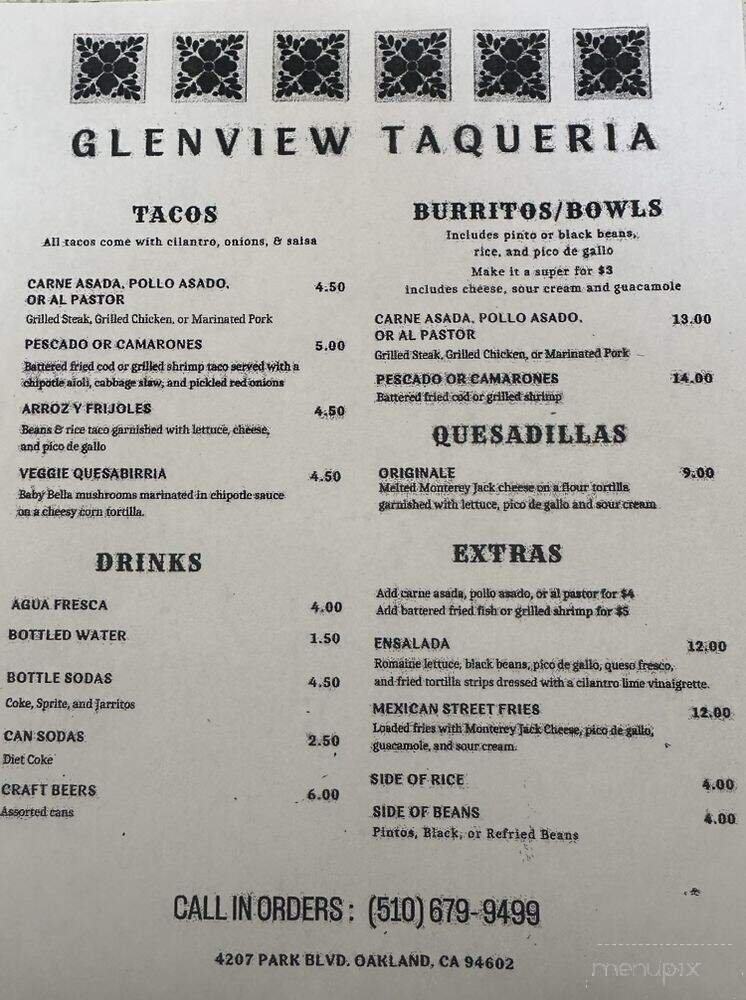 GLENVIEW TAQUERIA
TACOS
All tacos come with cilantro, onions, & salsa
CARNE ASADA, POLLO ASADO, 4.50
OR AL PASTOR
Grilled Steak, Grilled Chicken, or Marinated Pork
PESCADO OR CAMARONES 5.00
Battered fried cod or grilled shrimp taco served with a
chipotle aioli, cabbage slaw, and pickled red onions
ARROZ Y FRIJOLES 4.50
Beans & rice taco garnished with lettuce, cheese,
and pico de gallo
VEGGIE QUESABIRRIA 4.50
Baby Bella mushrooms marinated in chipotle sauce
on a cheesy corn tortilla.
DRINKS
AGUA FRESCA 4.00
BOTTLED WATER 1.50
BOTTLE SODAS 4.50
Coke, Sprite, and Jarritos
CAN SODAS 2.50
Diet Coke
CRAFT BEERS 6.00
Assorted cans
BURRITOS/BOWLS
Includes pinto or black beans,
rice, and pico de gallo
Make it a super for $3
includes cheese, sour cream and guacamole
CARNE ASADA, POLLO ASADO, 13.00
OR AL PASTOR
Grilled Steak, Grilled Chicken, or Marinated Pork
PESCADO OR CAMARONES 14.00
Battered fried cod or grilled shrimp
QUESADILLAS
ORIGINALE 9.00
Melted Monterey Jack cheese on a flour tortilla
garnished with lettuce, pico de gallo and sour cream
EXTRAS
Add carne asada, pollo asado, or al pastor for $4
Add battered fried fish or grilled shrimp for $5
ENSALADA 12.00
Romaine lettuce, black beans, pico de gallo, queso fresco,
and fried tortilla strips dressed with a cilantro lime vinaigrette.
MEXICAN STREET FRIES 12.00
Loaded fries with Monterey Jack Cheese, pico de gallo,
guacamole, and sour cream.
SIDE OF RICE 4.00
SIDE OF BEANS 4.00
Pintos, Black, or Refried Beans
CALL IN ORDERS: (510) 679-9499
4207 PARK BLVD. OAKLAND, CA 94602
menupix